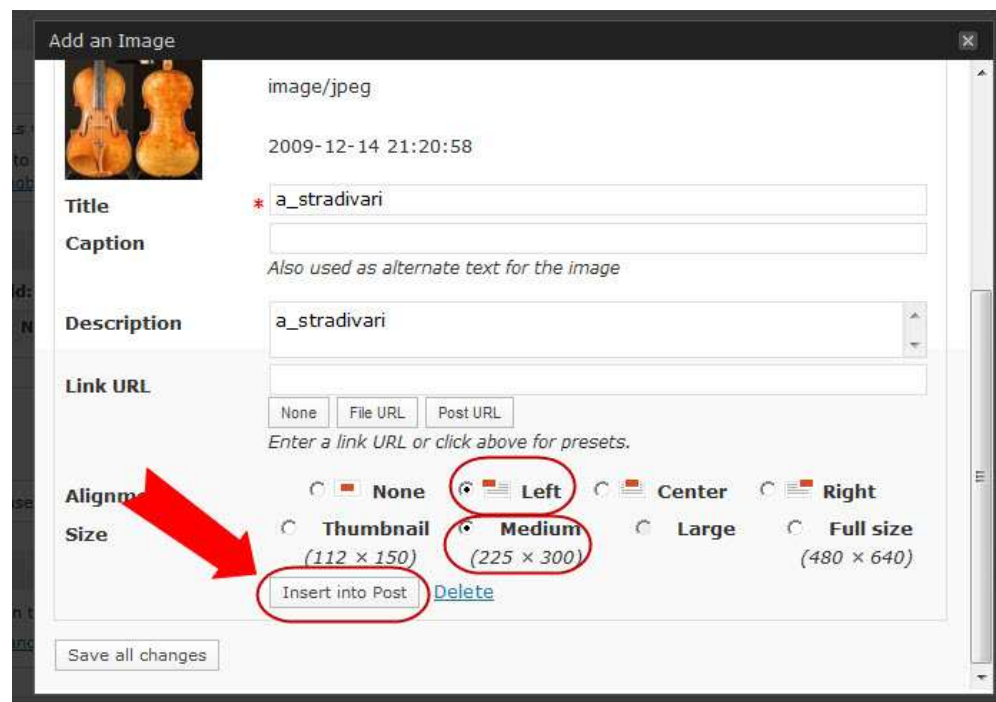 Add an Image
image/jpeg
2009-12-14 21:20:58
Title * a_stradivari
Caption
Also used as alternate text for the image
Description a_stradivari
Link URL
None File URL Post URL
Enter a link URL or click above for presets.
None Left Center Right
Size Thumbnail Medium Large Full size
(112 × 150) (225 × 300) (480 × 640)
Insert into Post Delete
Save all changes